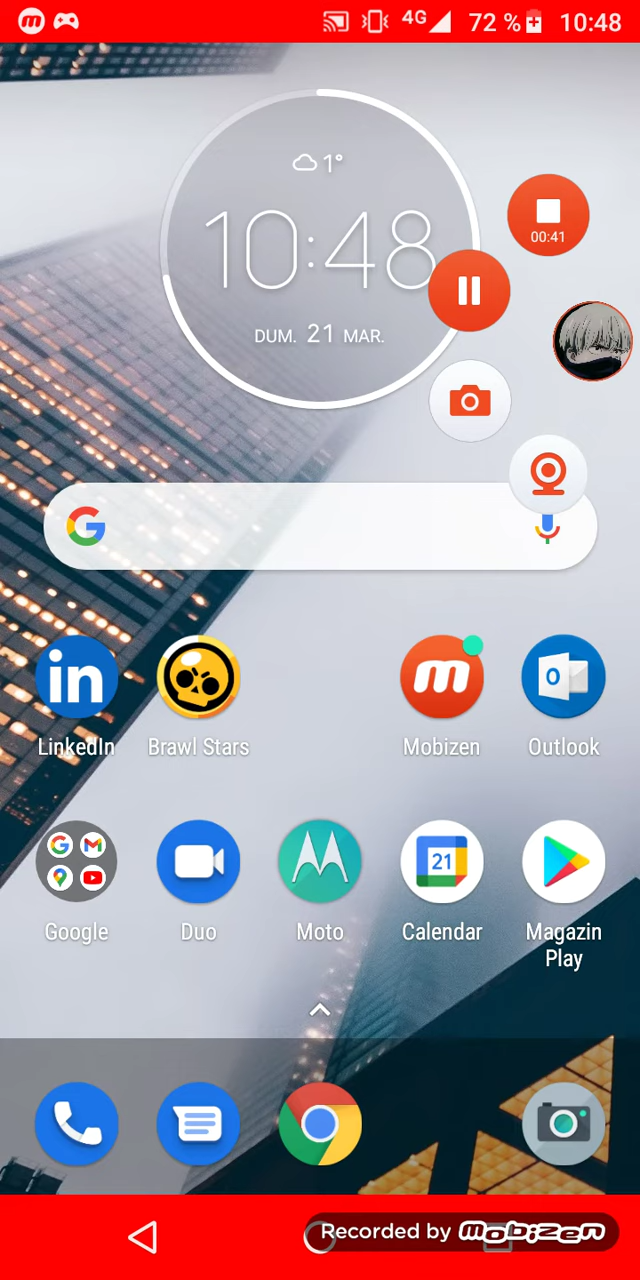 4G 72 % 10:48
1°
10:48
DUM. 21 MAR.
00:41
LinkedIn
Brawl Stars
Mobizen
Outlook
21
Google
Duo
Moto
Calendar
Magazin
Play
Recorded by mobizen